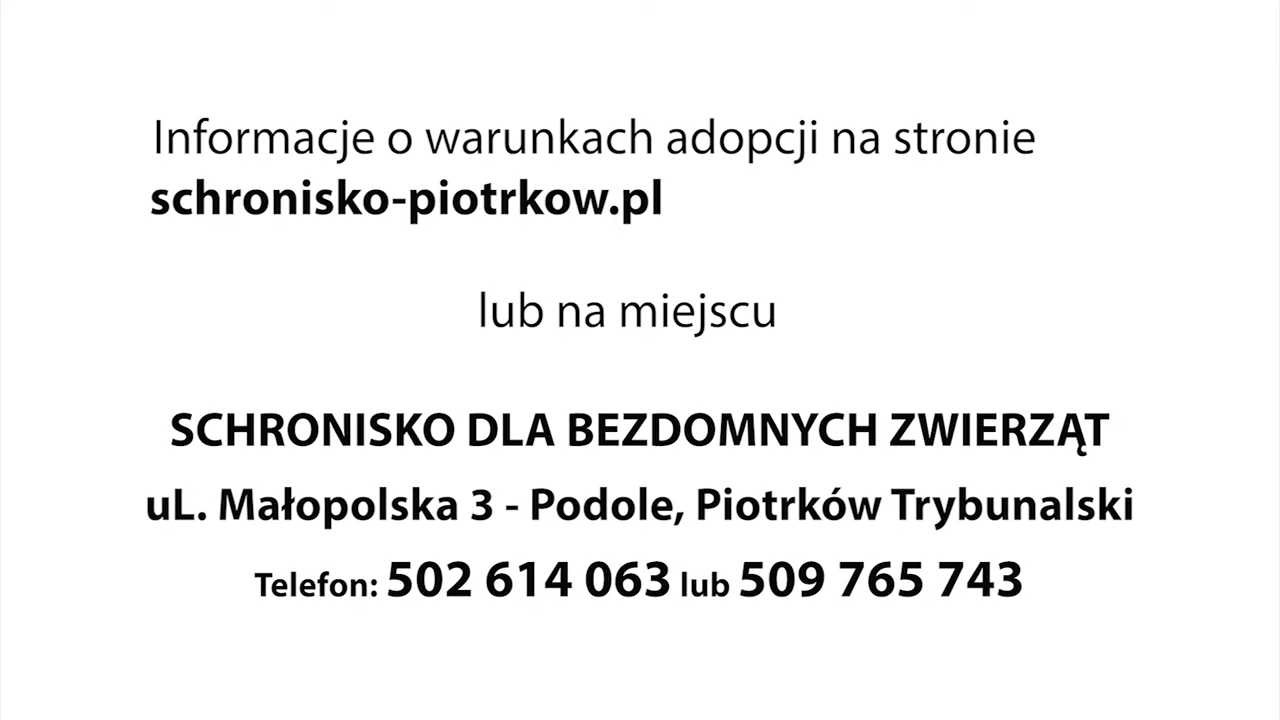 Informacje o warunkach adopcji na stronie
schronisko-piotrkow.pl
lub na miejscu
SCHRONISKO DLA BEZDOMNYCH ZWIERZĄT
uL. Małopolska 3 - Podole, Piotrków Trybunalski
Telefon: 502 614 063 lub 509 765 743